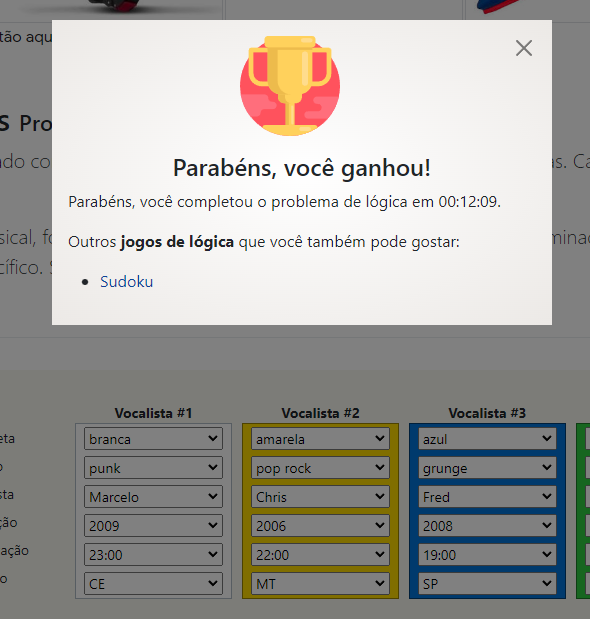 tão aqu
Parabéns, você ganhou!
Parabéns, você completou o problema de lógica em 00:12:09.
Outros jogos de lógica que você também pode gostar:
Sudoku
s Pro
ndo co
as. Ca
sical, fo
minad
cífico. S
Vocalista #1 Vocalista #2 Vocalista #3
eta branca amarela azul
o punk pop rock grunge
sta Marcelo Chris Fred
ção 2009 2006 2008
ação 23:00 22:00 19:00
o CE MT SP